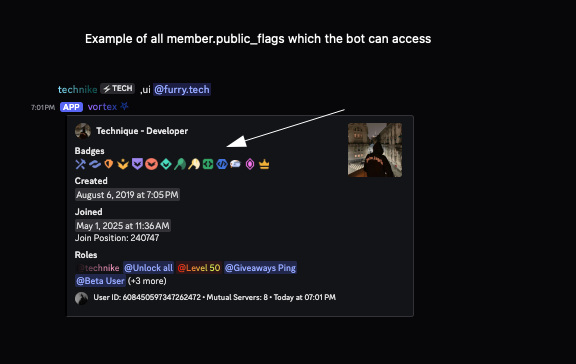 Example of all member.public_flags which the bot can access
technike TECH ,ui @furry.tech
7:01PM APP vortex
Technique - Developer
Badges
Created
August 6, 2019 at 7:05 PM
Joined
May 1, 2025 at 11:36 AM
Join Position: 240747
Roles
technike @Unlock all @Level 50 @Giveaways Ping
@Beta User (+3 more)
User ID: 608450597347262472 • Mutual Servers: 8 • Today at 07:01 PM